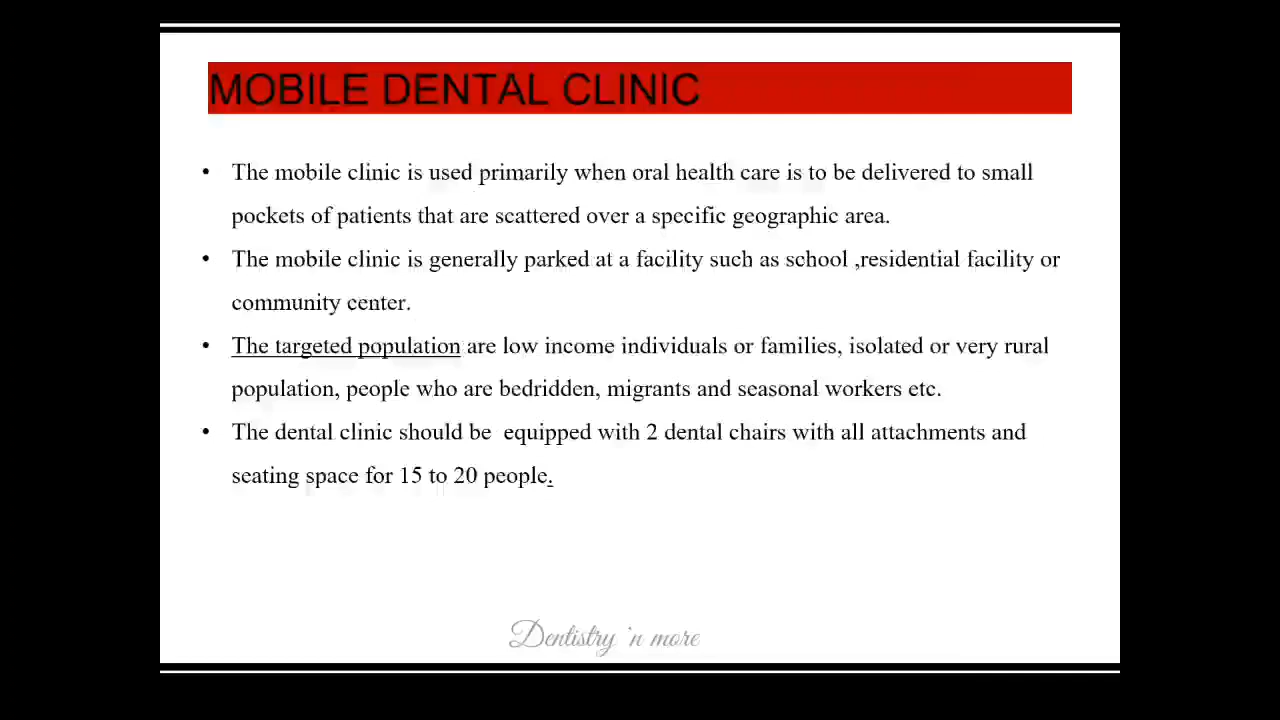 MOBILE DENTAL CLINIC
• The mobile clinic is used primarily when oral health care is to be delivered to small
pockets of patients that are scattered over a specific geographic area.
• The mobile clinic is generally parked at a facility such as school ,residential facility or
community center.
• The targeted population are low income individuals or families, isolated or very rural
population, people who are bedridden, migrants and seasonal workers etc.
• The dental clinic should be  equipped with 2 dental chairs with all attachments and
seating space for 15 to 20 people.
Dentistry 'n more